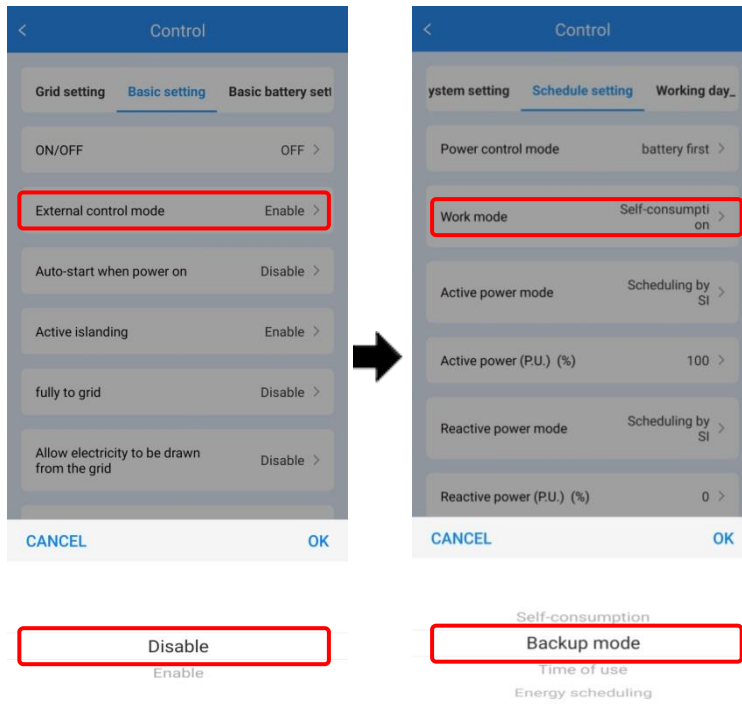 Control
Grid setting Basic setting Basic battery sett
ON/OFF OFF
External control mode Enable
Auto-start when power on Disable
Active islanding Enable
fully to grid Disable
Allow electricity to be drawn
from the grid Disable
CANCEL OK
Disable
Enable
Control
ystem setting Schedule setting Working day_
Power control mode battery first
Work mode Self-consumpti
on
Active power mode Scheduling by
SI
Active power (P.U.) (%) 100
Reactive power mode Scheduling by
SI
Reactive power (P.U.) (%) 0
CANCEL OK
Self-consumption
Backup mode
Time of use
Energy scheduling